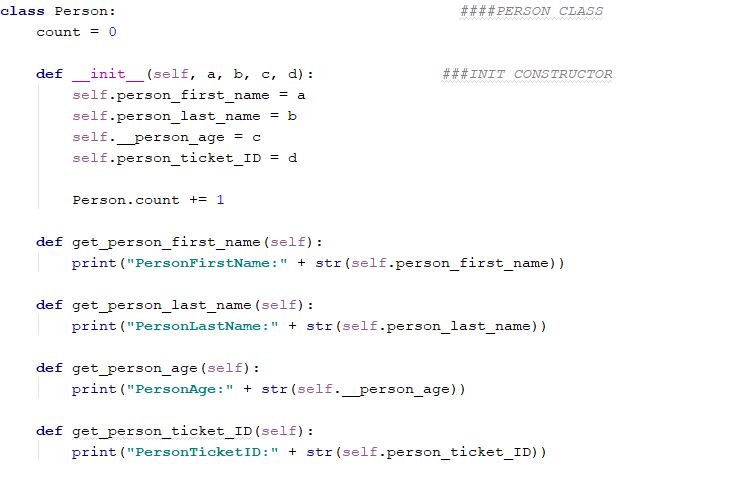 class Person: ####PERSON CLASS
count = 0
def __init__(self, a, b, c, d): ###INIT CONSTRUCTOR
self.person_first_name = a
self.person_last_name = b
self.__person_age = c
self.person_ticket_ID = d
Person.count += 1
def get_person_first_name(self):
print("PersonFirstName:" + str(self.person_first_name))
def get_person_last_name(self):
print("PersonLastName:" + str(self.person_last_name))
def get_person_age(self):
print("PersonAge:" + str(self.__person_age))
def get_person_ticket_ID(self):
print("PersonTicketID:" + str(self.person_ticket_ID))